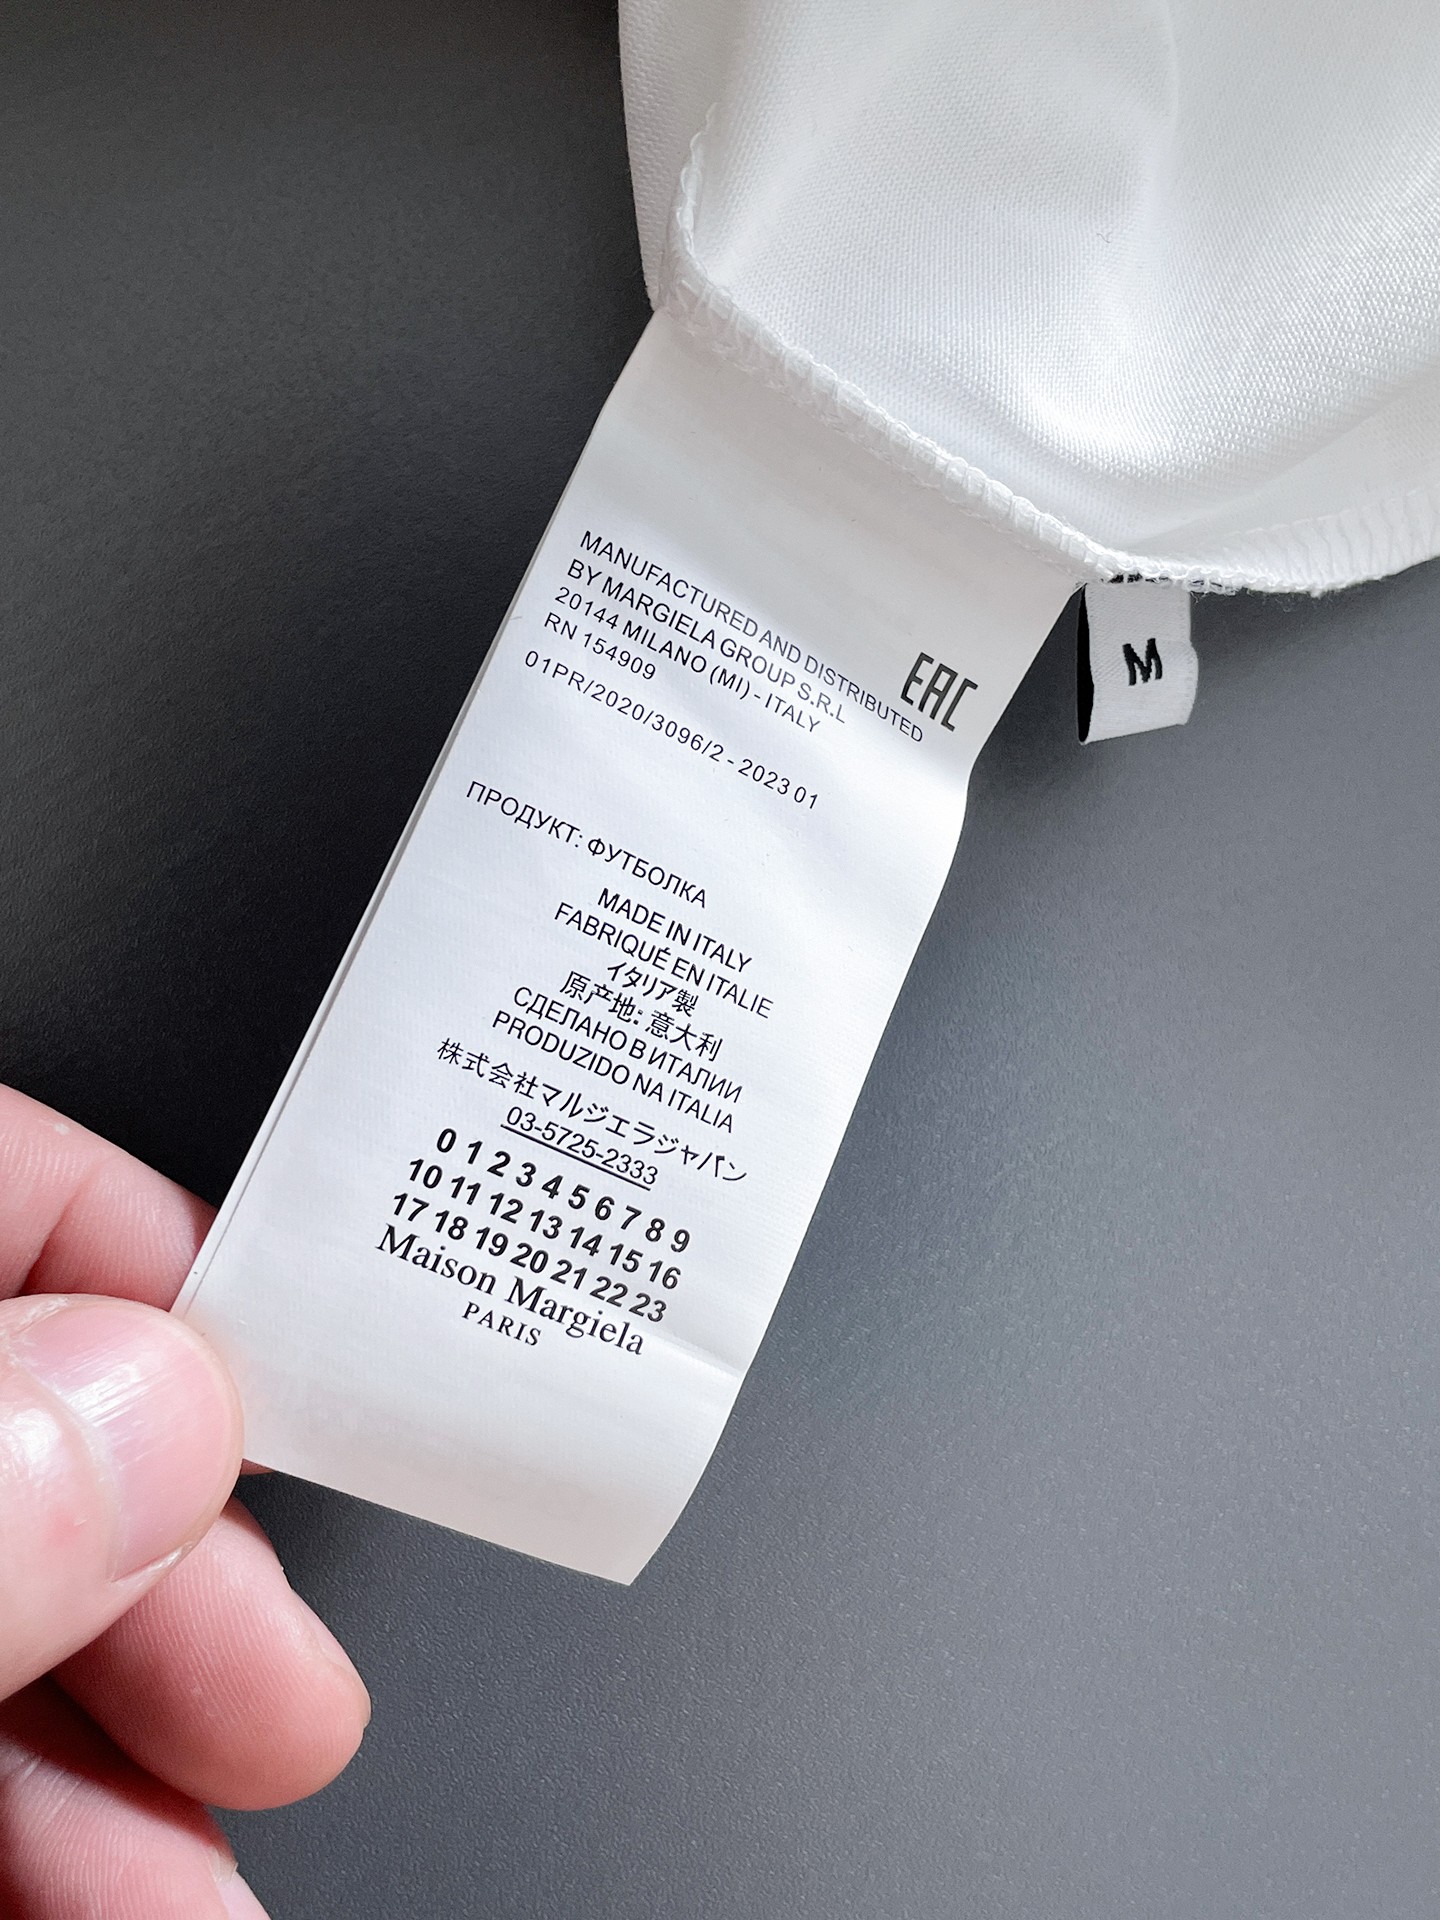 MANUFACTURED AND DISTRIBUTED
BY MARGIELA GROUP S.R.L
20144 MILANO (MI) - ITALY
RN 154909
EAC
01PR/2020/3096/2 - 2023 01
M
ПРОДУКТ: ФУТБОЛКА
MADE IN ITALY
FABRIQUÉ EN ITALIE
イタリア製
原产地: 意大利
СДЕЛАНО В ИТАЛИИ
PRODUZIDO NA ITALIA
株式会社マルジエラジャパン
03-5725-2333
0 1 2 3 4 5 6 7 8 9
10 11 12 13 14 15 16
17 18 19 20 21 22 23
Maison Margiela
PARIS